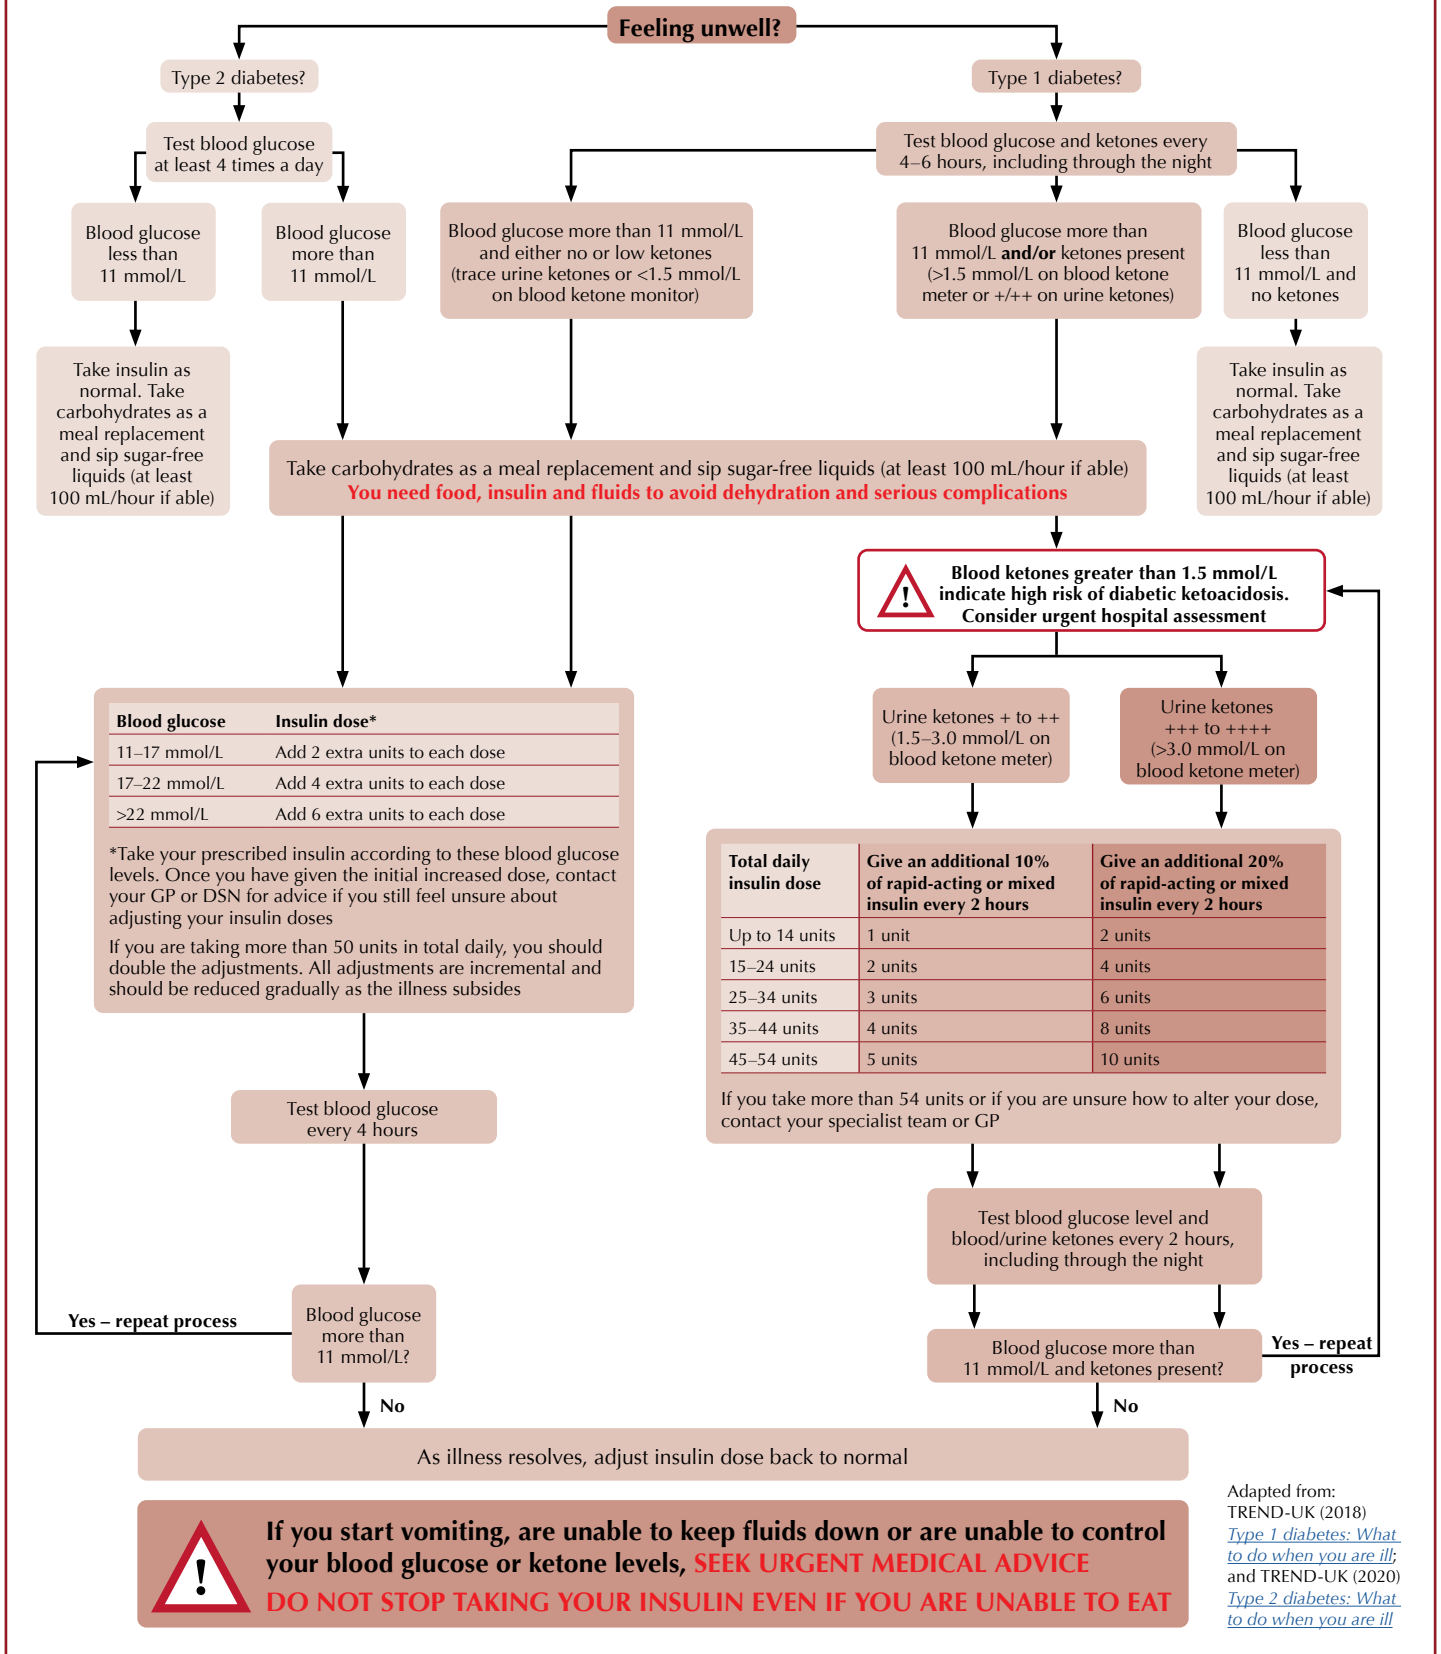 Feeling unwell?
Type 2 diabetes?
Type 1 diabetes?
Test blood glucose
at least 4 times a day
Test blood glucose and ketones every
4–6 hours, including through the night
Blood glucose
less than
11 mmol/L
Blood glucose
more than
11 mmol/L
Blood glucose more than 11 mmol/L
and either no or low ketones
(trace urine ketones or <1.5 mmol/L
on blood ketone monitor)
Blood glucose more than
11 mmol/L and/or ketones present
(>1.5 mmol/L on blood ketone
meter or +/++ on urine ketones)
Blood glucose
less than
11 mmol/L and
no ketones
Take insulin as
normal. Take
carbohydrates as a
meal replacement
and sip sugar-free
liquids (at least
100 mL/hour if able)
Take insulin as
normal. Take
carbohydrates as a
meal replacement
and sip sugar-free
liquids (at least
100 mL/hour if able)
Take carbohydrates as a meal replacement and sip sugar-free liquids (at least 100 mL/hour if able)
You need food, insulin and fluids to avoid dehydration and serious complications
!
Blood ketones greater than 1.5 mmol/L
indicate high risk of diabetic ketoacidosis.
Consider urgent hospital assessment
Urine ketones + to ++
(1.5–3.0 mmol/L on
blood ketone meter)
Urine ketones
+++ to ++++
(>3.0 mmol/L on
blood ketone meter)
Blood glucose Insulin dose*
11–17 mmol/L Add 2 extra units to each dose
17–22 mmol/L Add 4 extra units to each dose
>22 mmol/L Add 6 extra units to each dose
*Take your prescribed insulin according to these blood glucose
levels. Once you have given the initial increased dose, contact
your GP or DSN for advice if you still feel unsure about
adjusting your insulin doses
If you are taking more than 50 units in total daily, you should
double the adjustments. All adjustments are incremental and
should be reduced gradually as the illness subsides
Total daily
insulin dose
Give an additional 10%
of rapid-acting or mixed
insulin every 2 hours
Give an additional 20%
of rapid-acting or mixed
insulin every 2 hours
Up to 14 units 1 unit 2 units
15–24 units 2 units 4 units
25–34 units 3 units 6 units
35–44 units 4 units 8 units
45–54 units 5 units 10 units
If you take more than 54 units or if you are unsure how to alter your dose,
contact your specialist team or GP
Test blood glucose
every 4 hours
Test blood glucose level and
blood/urine ketones every 2 hours,
including through the night
Blood glucose
more than
11 mmol/L?
Yes – repeat process
No
Blood glucose more than
11 mmol/L and ketones present?
Yes – repeat
process
No
As illness resolves, adjust insulin dose back to normal
!
If you start vomiting, are unable to keep fluids down or are unable to control
your blood glucose or ketone levels, SEEK URGENT MEDICAL ADVICE
DO NOT STOP TAKING YOUR INSULIN EVEN IF YOU ARE UNABLE TO EAT
Adapted from:
TREND-UK (2018)
Type 1 diabetes: What
to do when you are ill;
and TREND-UK (2020)
Type 2 diabetes: What
to do when you are ill